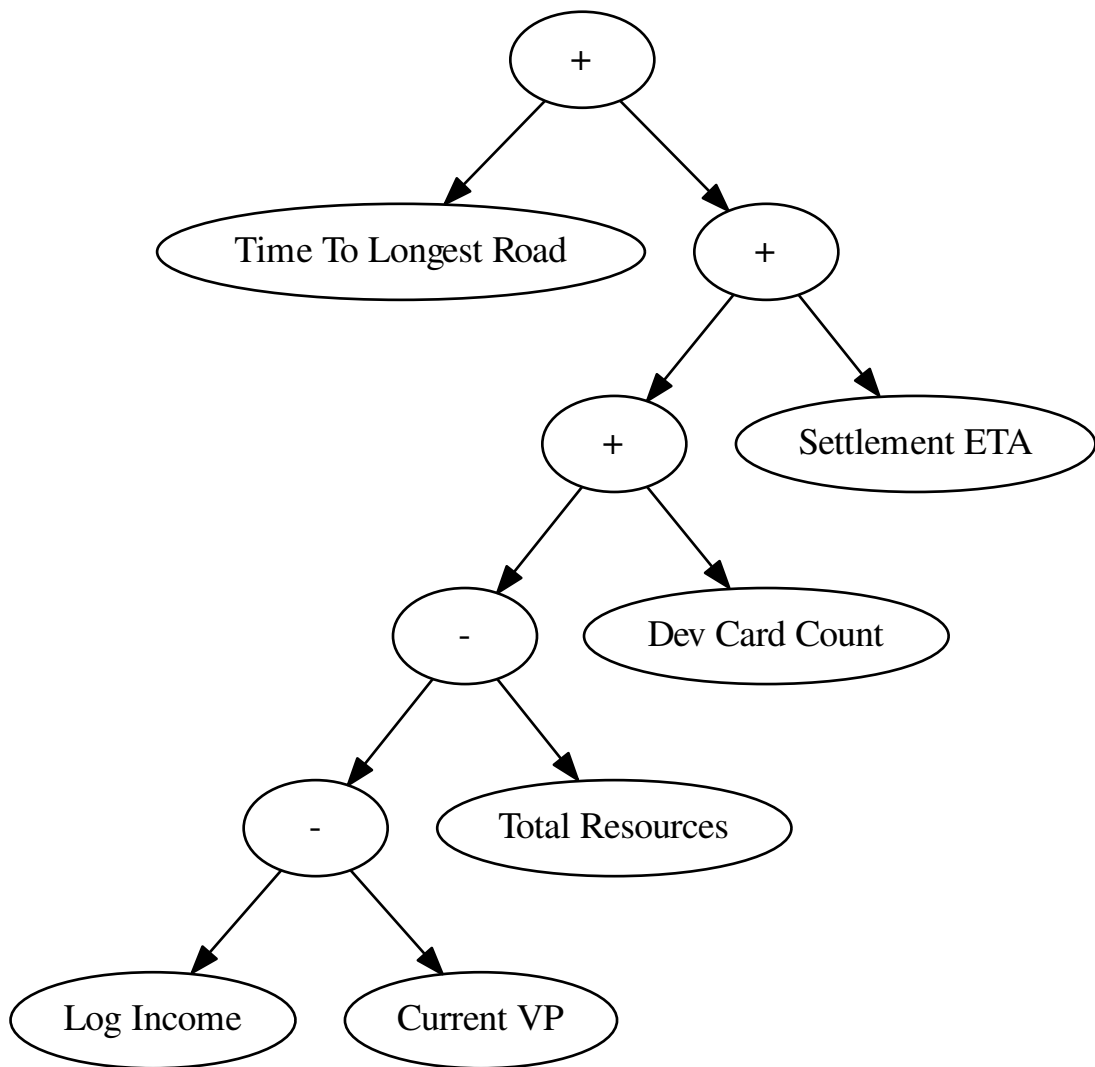 +
Time To Longest Road
+
+
Settlement ETA
-
Dev Card Count
-
Total Resources
Log Income
Current VP